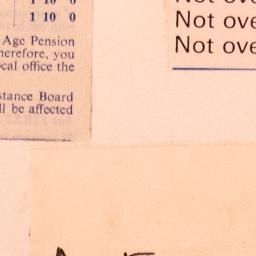 1 10 0
1 10 0
Age Pension
herefore, you
cal office the
stance Board
ll be affected
Not ove
Not ove
Not ove